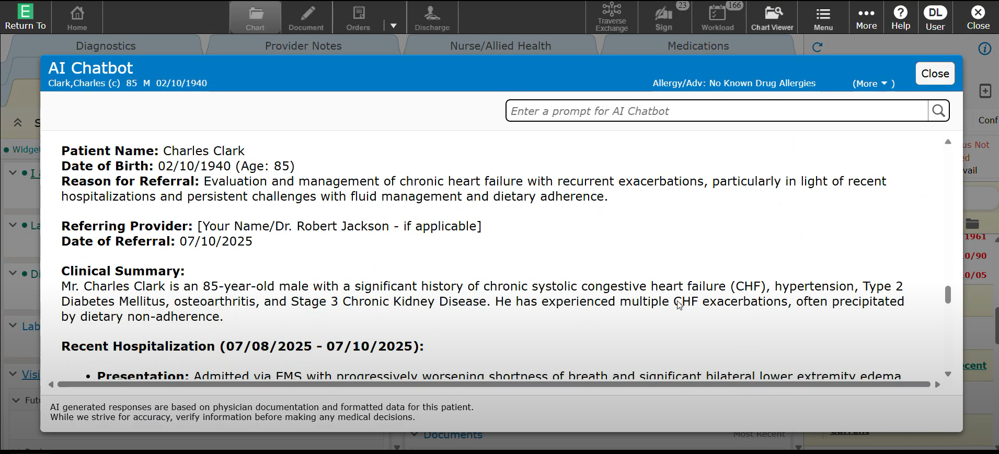 E
Return To
Home
Chart
Document
Orders
Discharge
Traverse
Exchange
23
Sign
166
Workload
Chart Viewer
Menu
More
Help
DL
User
Close
Diagnostics
Provider Notes
Nurse/Allied Health
Medications
AI Chatbot
Clark,Charles (c) 85 M 02/10/1940
Allergy/Adv: No Known Drug Allergies
(More )
Close
Enter a prompt for AI Chatbot
S
Conf
Widge
us Not
ed
vail
I
La
Di
Lab
Visi
Futu
1961
0/90
0/05
ecent
Patient Name: Charles Clark
Date of Birth: 02/10/1940 (Age: 85)
Reason for Referral: Evaluation and management of chronic heart failure with recurrent exacerbations, particularly in light of recent
hospitalizations and persistent challenges with fluid management and dietary adherence.
Referring Provider: [Your Name/Dr. Robert Jackson - if applicable]
Date of Referral: 07/10/2025
Clinical Summary:
Mr. Charles Clark is an 85-year-old male with a significant history of chronic systolic congestive heart failure (CHF), hypertension, Type 2
Diabetes Mellitus, osteoarthritis, and Stage 3 Chronic Kidney Disease. He has experienced multiple CHF exacerbations, often precipitated
by dietary non-adherence.
Recent Hospitalization (07/08/2025 - 07/10/2025):
• Presentation: Admitted via EMS with progressively worsening shortness of breath and significant bilateral lower extremity edema
AI generated responses are based on physician documentation and formatted data for this patient.
While we strive for accuracy, verify information before making any medical decisions.
Documents
Most Recent
Current